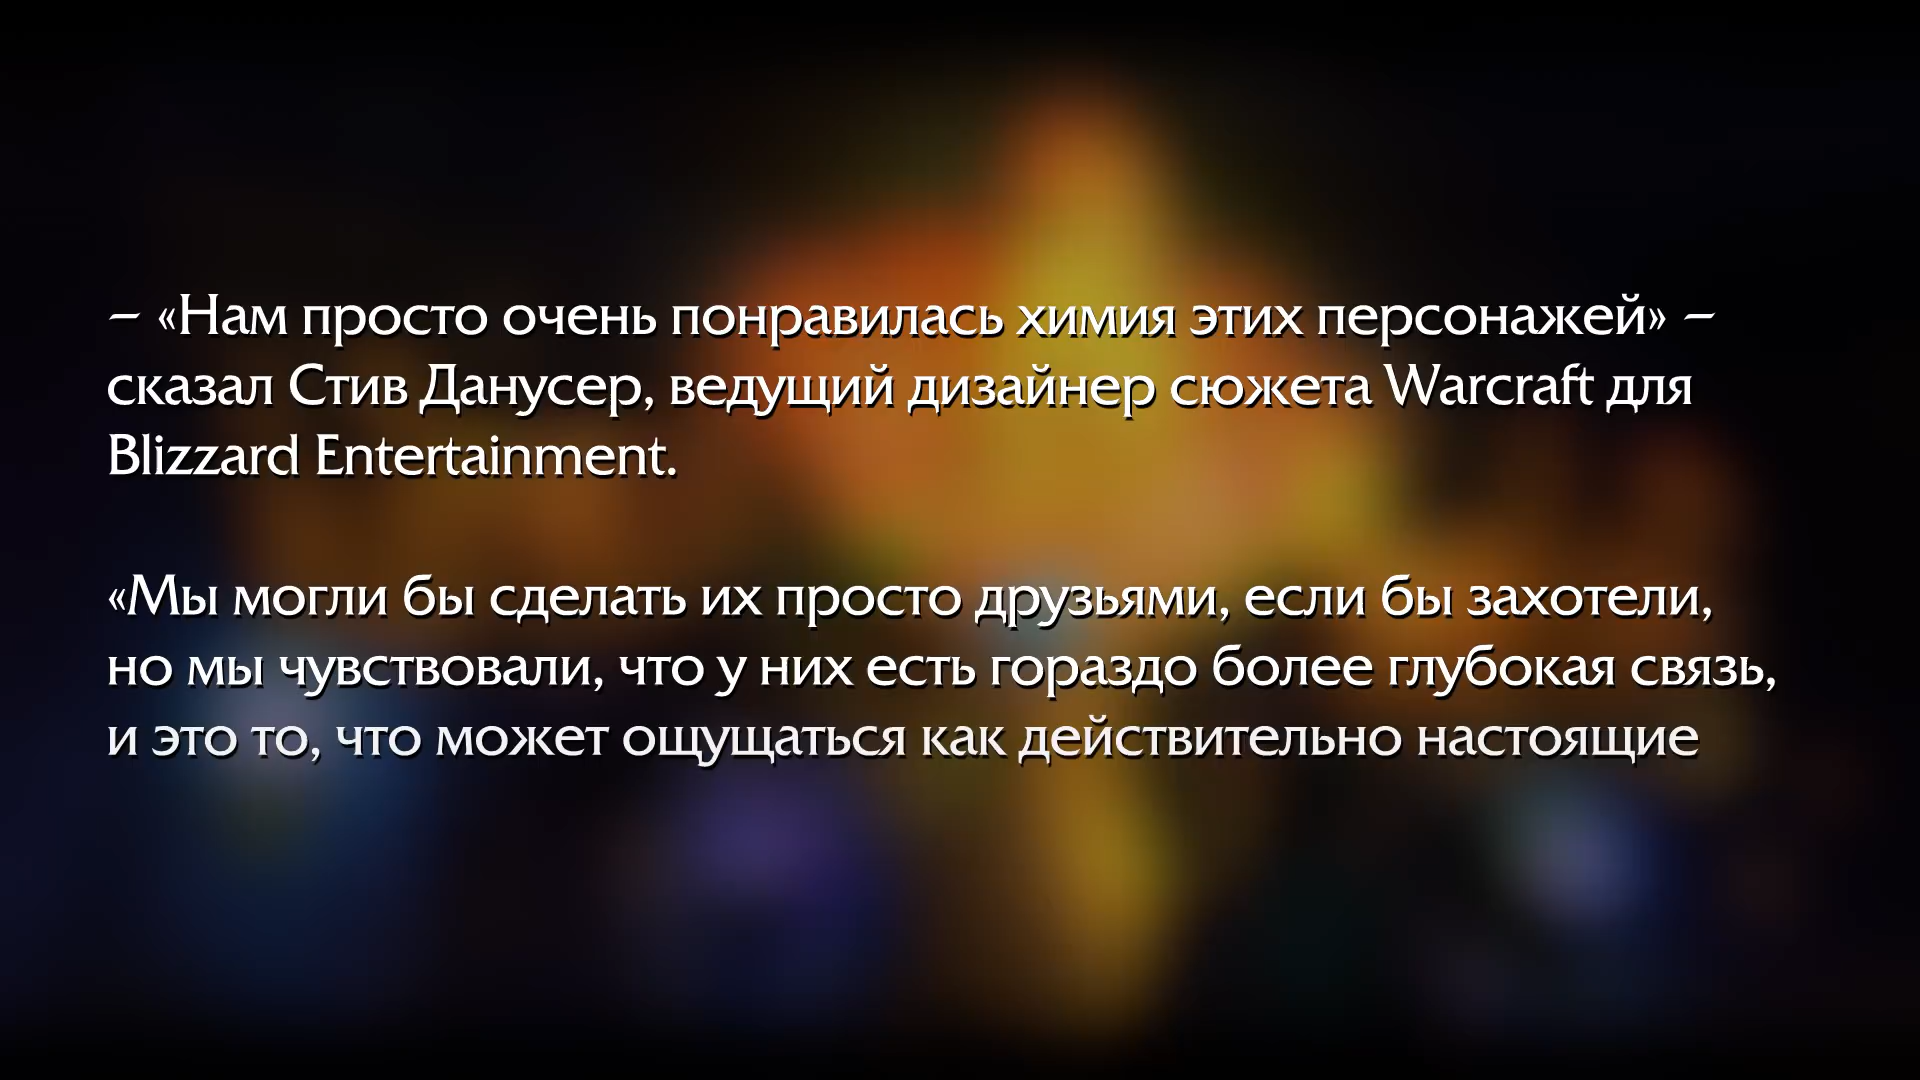 – «Нам просто очень понравилась химия этих персонажей» –
сказал Стив Данусер, ведущий дизайнер сюжета Warcraft для
Blizzard Entertainment.
«Мы могли бы сделать их просто друзьями, если бы захотели,
но мы чувствовали, что у них есть гораздо более глубокая связь,
и это то, что может ощущаться как действительно настоящие